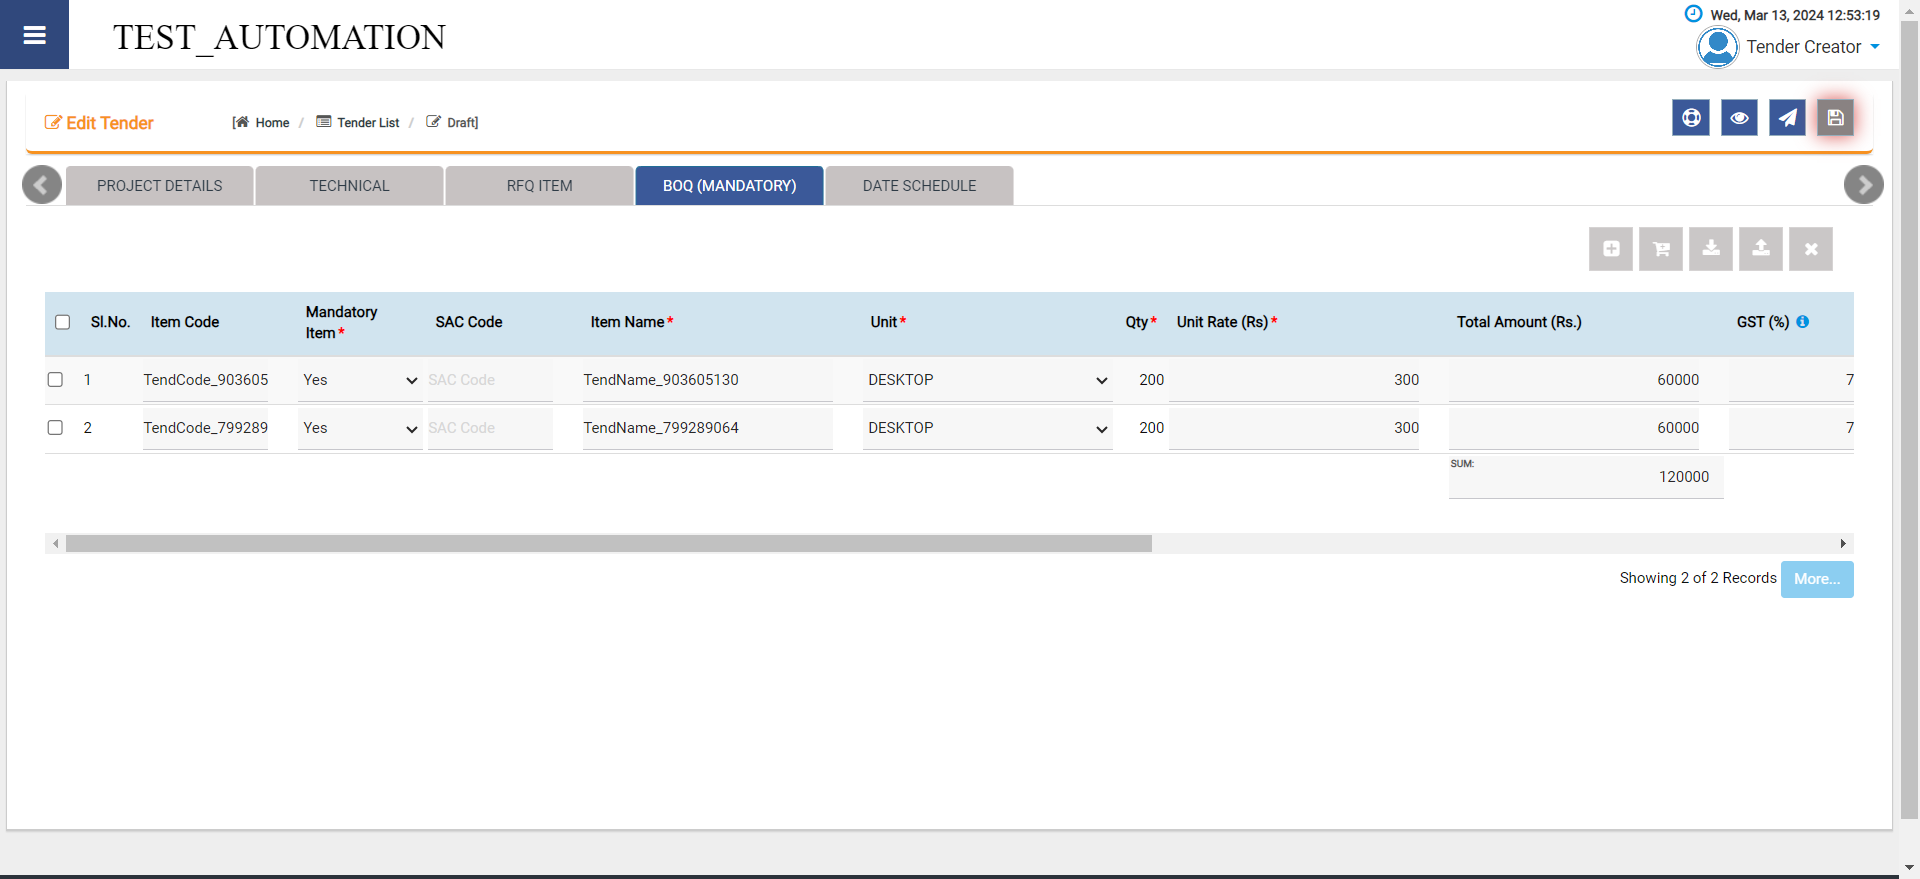 TEST_AUTOMATION
Wed, Mar 13, 2024 12:53:19
Tender Creator
Edit Tender
[Home / Tender List / Draft]
PROJECT DETAILS TECHNICAL RFQ ITEM BOQ (MANDATORY) DATE SCHEDULE
Sl.No. Item Code Mandatory Item* SAC Code Item Name* Unit* Qty* Unit Rate (Rs)* Total Amount (Rs.) GST (%)
1 TendCode_903605 Yes SAC Code TendName_903605130 DESKTOP 200 300 60000 7
2 TendCode_799289 Yes SAC Code TendName_799289064 DESKTOP 200 300 60000 7
SUM:
120000
Showing 2 of 2 Records More...